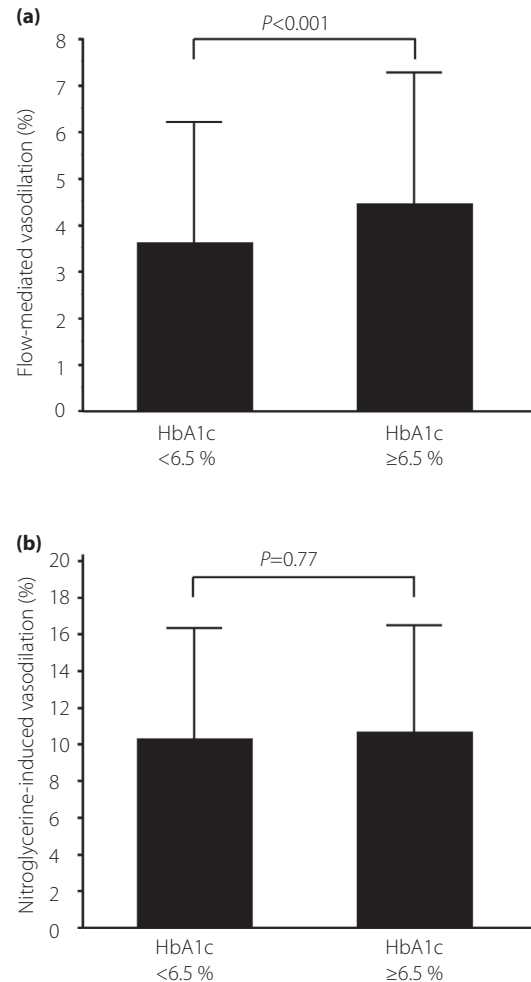 (a)
P<0.001
Flow-mediated vasodilation (%)
8
7
6
5
4
3
2
1
0
HbA1c
<6.5 %
HbA1c
≥6.5 %
(b)
P=0.77
Nitroglycerine-induced vasodilation (%)
20
18
16
14
12
10
8
6
4
2
0
HbA1c
<6.5 %
HbA1c
≥6.5 %